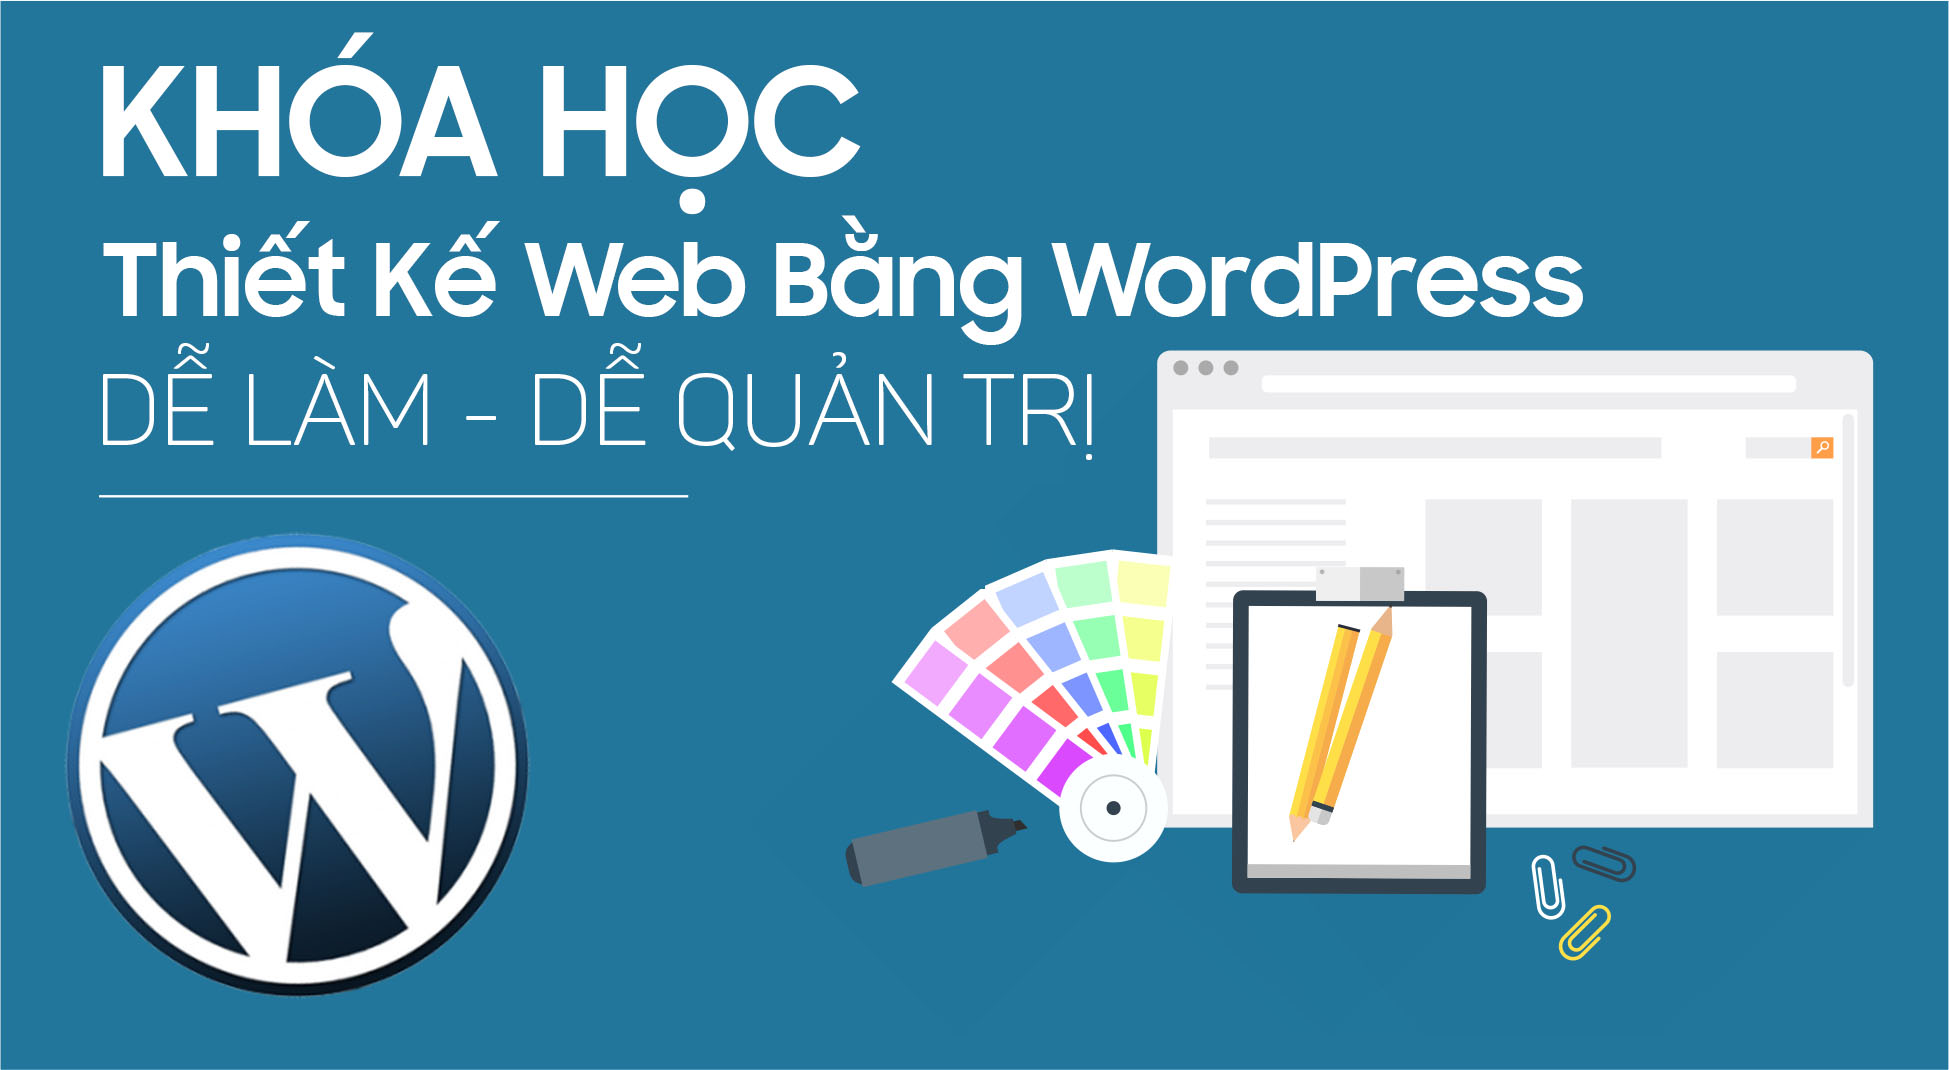 KHÓA HỌC
Thiết Kế Web Bằng WordPress
DỄ LÀM - DỄ QUẢN TRỊ